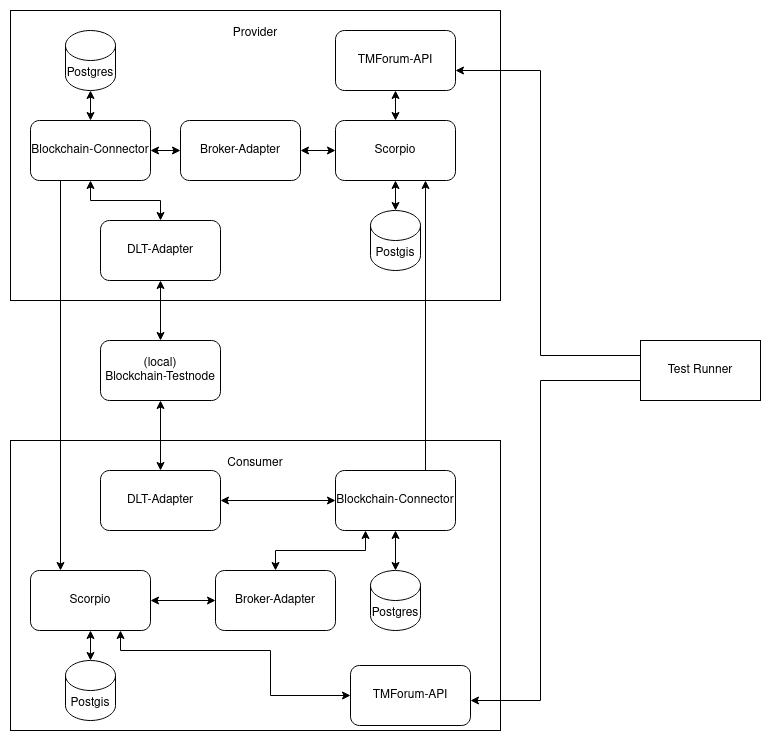 Provider
TMForum-API
Postgres
Blockchain-Connector
Broker-Adapter
Scorpio
DLT-Adapter
Postgis
(local)
Blockchain-Testnode
Test Runner
Consumer
DLT-Adapter
Blockchain-Connector
Scorpio
Broker-Adapter
Postgres
Postgis
TMForum-API